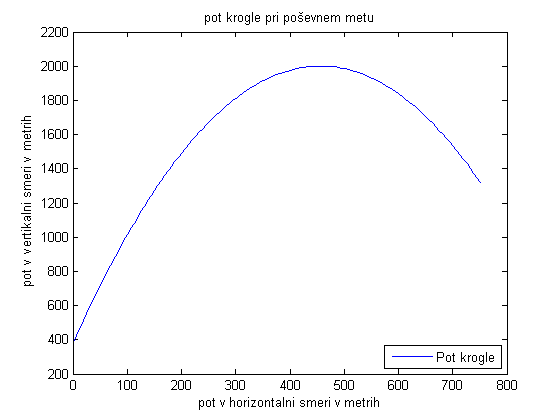 pot krogle pri poševnem metu
pot v vertikalni smeri v metrih
2200
2000
1800
1600
1400
1200
1000
800
600
400
200
0 100 200 300 400 500 600 700 800
Pot krogle
pot v horizontalni smeri v metrih